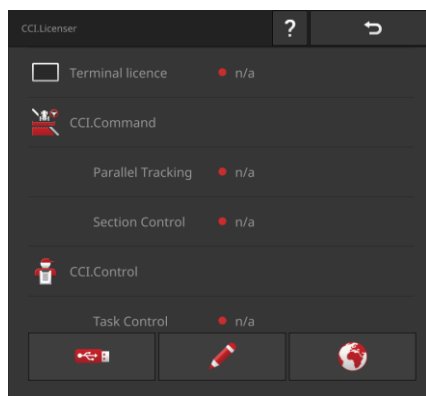 CCI.Licenser ?
Terminal licence n/a
CCI.Command
Parallel Tracking n/a
Section Control n/a
CCI.Control
Task Control n/a